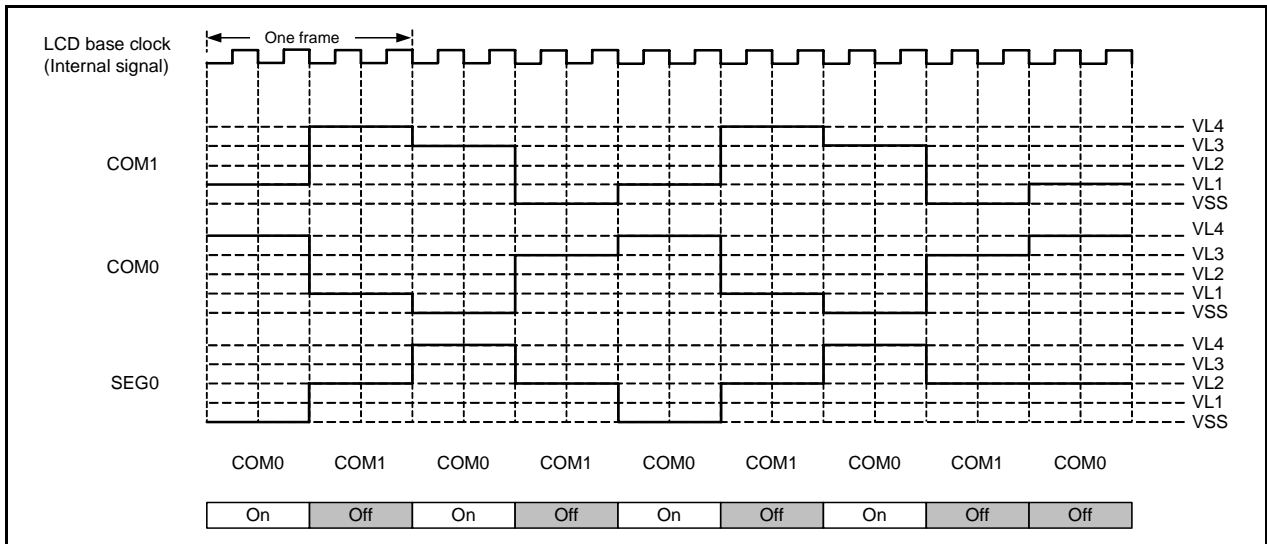 One frame
LCD base clock
(Internal signal)
COM1
VL4
VL3
VL2
VL1
VSS
COM0
VL4
VL3
VL2
VL1
VSS
SEG0
VL4
VL3
VL2
VL1
VSS
COM0 COM1 COM0 COM1 COM0 COM1 COM0 COM1 COM0
On Off On Off On Off On Off Off